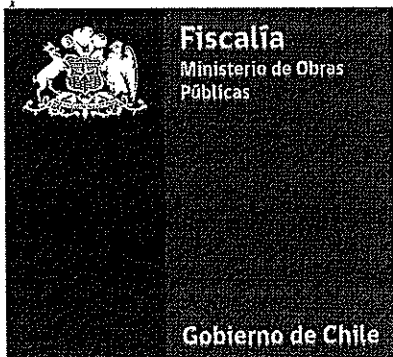 Fiscalía
Ministerio de Obras
Públicas
Gobierno de Chile